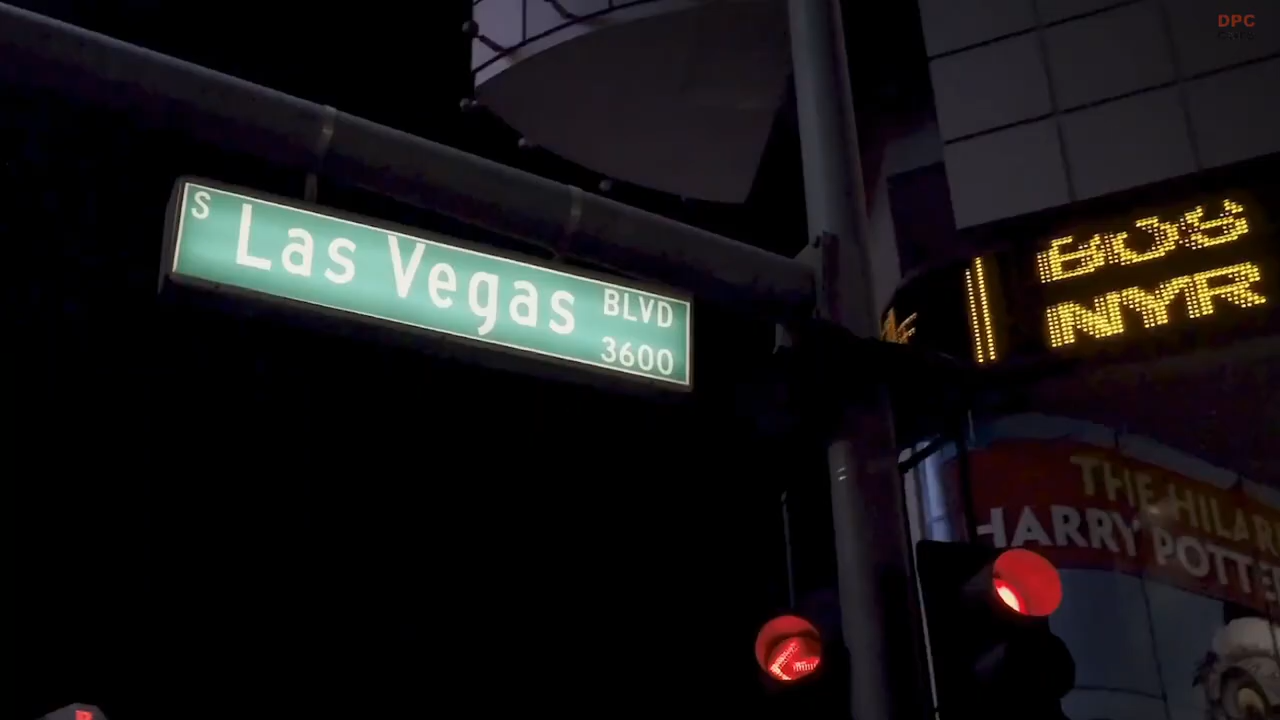 S Las Vegas BLVD
3600
BOS
NYR
THE HILAR
HARRY POTTE
DPC